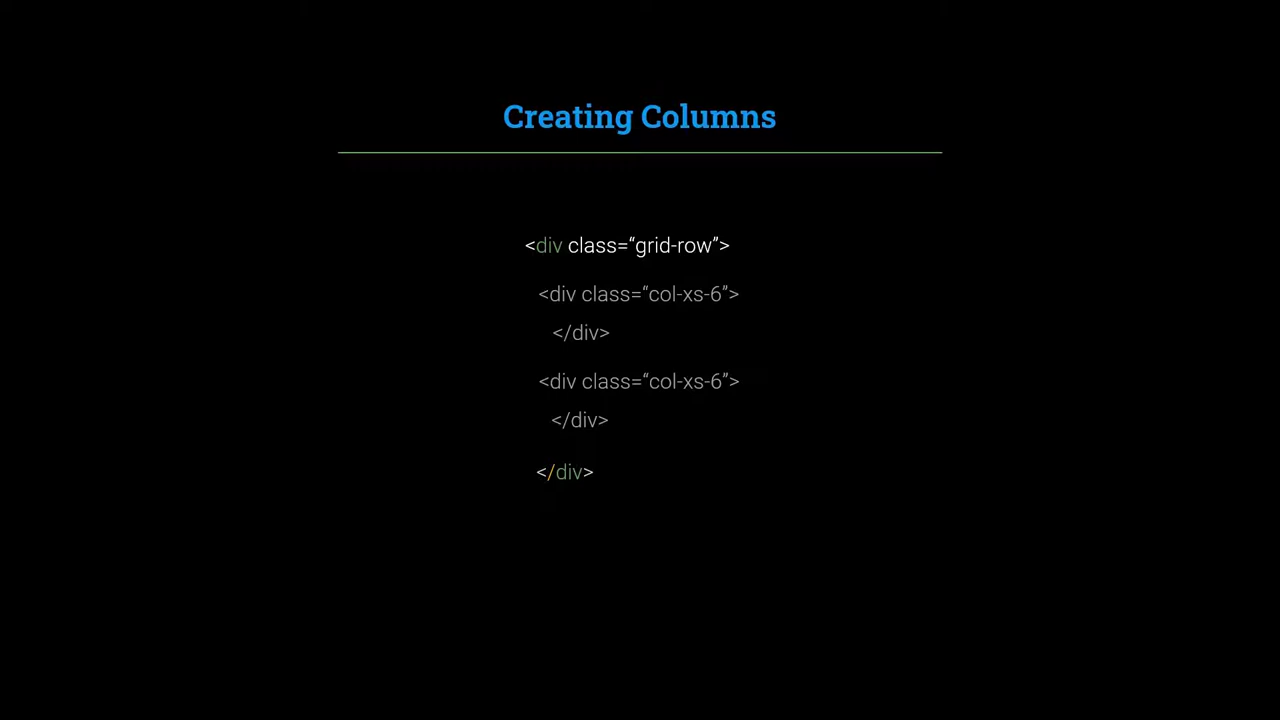 Creating Columns
<div class=“grid-row”>
<div class=“col-xs-6”>
</div>
<div class=“col-xs-6”>
</div>
</div>